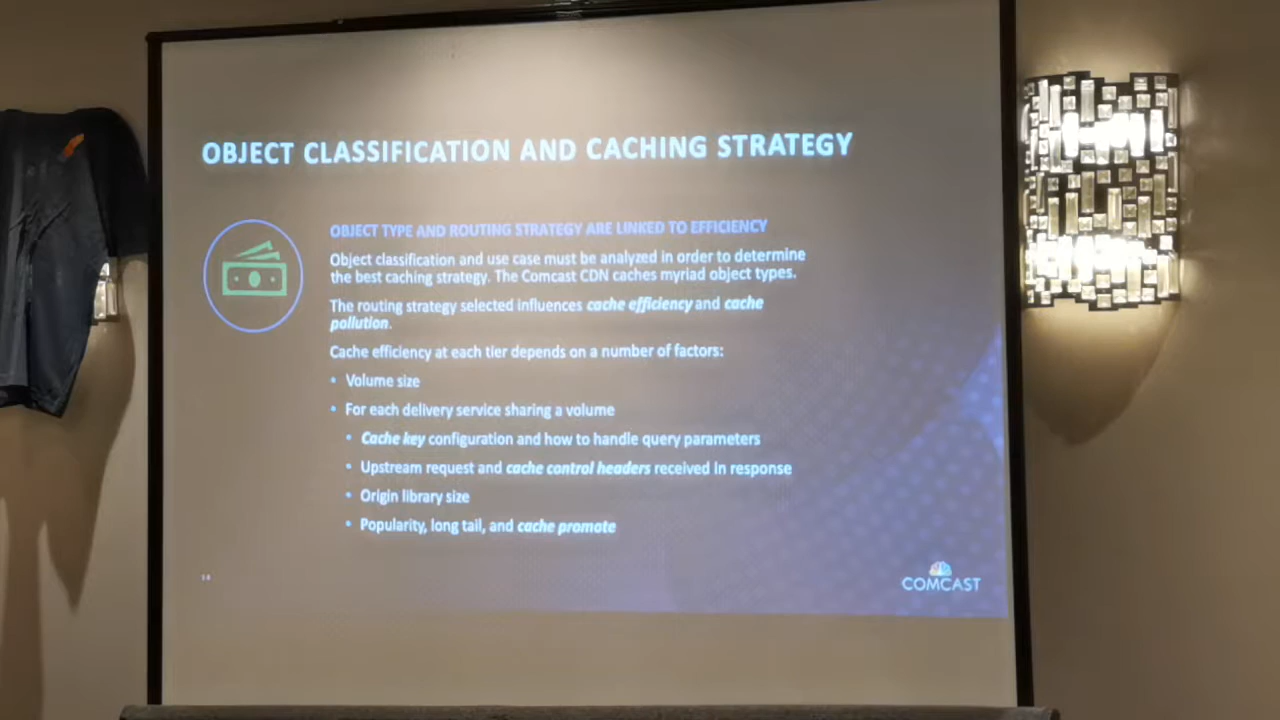 OBJECT CLASSIFICATION AND CACHING STRATEGY
OBJECT TYPE AND ROUTING STRATEGY ARE LINKED TO EFFICIENCY
Object classification and use case must be analyzed in order to determine
the best caching strategy. The Comcast CDN caches myriad object types.
The routing strategy selected influences cache efficiency and cache
pollution.
Cache efficiency at each tier depends on a number of factors:
• Volume size
• For each delivery service sharing a volume
• Cache key configuration and how to handle query parameters
• Upstream request and cache control headers received in response
• Origin library size
• Popularity, long tail, and cache promote
COMCAST